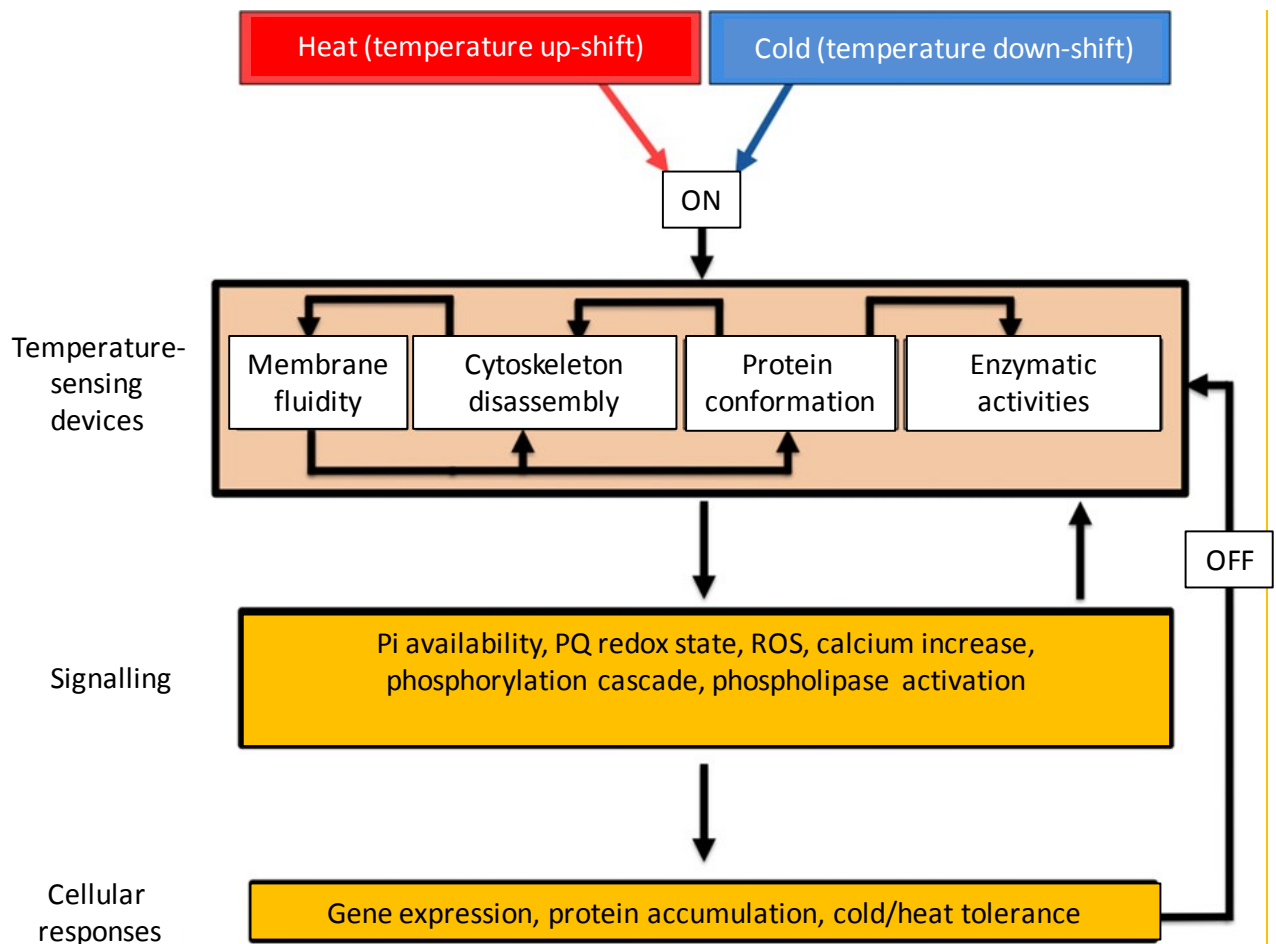 Heat (temperature up-shift)
Cold (temperature down-shift)
ON
Temperature-
sensing
devices
Membrane
fluidity
Cytoskeleton
disassembly
Protein
conformation
Enzymatic
activities
OFF
Signalling
Pi availability, PQ redox state, ROS, calcium increase,
phosphorylation cascade, phospholipase activation
Cellular
responses
Gene expression, protein accumulation, cold/heat tolerance